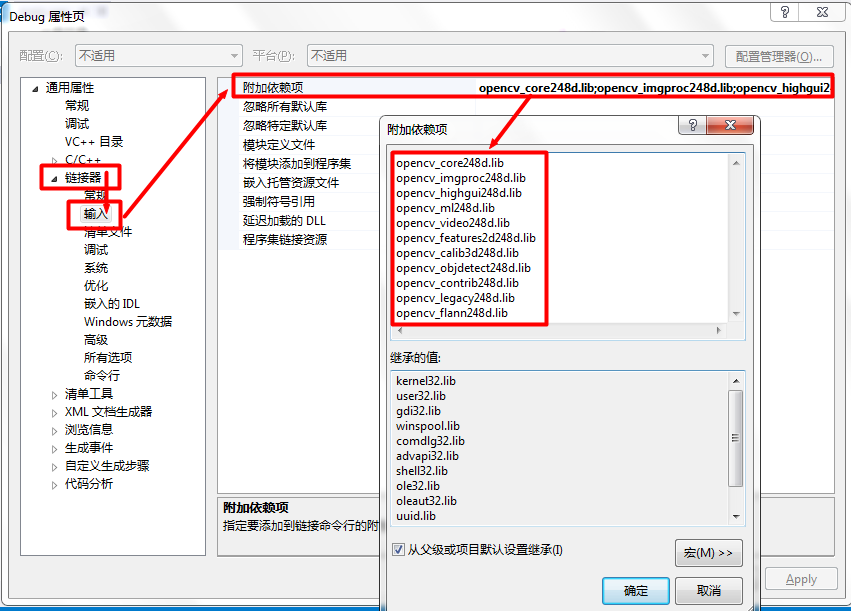 Debug 属性页
配置(C):
不适用
平台(P):
不适用
配置管理器(O)...
通用属性
常规
调试
VC++ 目录
C/C++
链接器
常规
输入
清单文件
调试
系统
优化
嵌入的 IDL
Windows 元数据
高级
所有选项
命令行
清单工具
XML 文档生成器
浏览信息
生成事件
自定义生成步骤
代码分析
附加依赖项 opencv_core248d.lib;opencv_imgproc248d.lib;opencv_highgui2
忽略所有默认库
忽略特定默认库
模块定义文件
将模块添加到程序集
嵌入托管资源文件
强制符号引用
延迟加载的 DLL
程序集链接资源
附加依赖项
指定要添加到链接命令行的附
附加依赖项
opencv_core248d.lib
opencv_imgproc248d.lib
opencv_highgui248d.lib
opencv_ml248d.lib
opencv_video248d.lib
opencv_features2d248d.lib
opencv_calib3d248d.lib
opencv_objdetect248d.lib
opencv_contrib248d.lib
opencv_legacy248d.lib
opencv_flann248d.lib
继承的值:
kernel32.lib
user32.lib
gdi32.lib
winspool.lib
comdlg32.lib
advapi32.lib
shell32.lib
ole32.lib
oleaut32.lib
uuid.lib
从父级或项目默认设置继承(I)
宏(M) >>
确定
取消
Apply